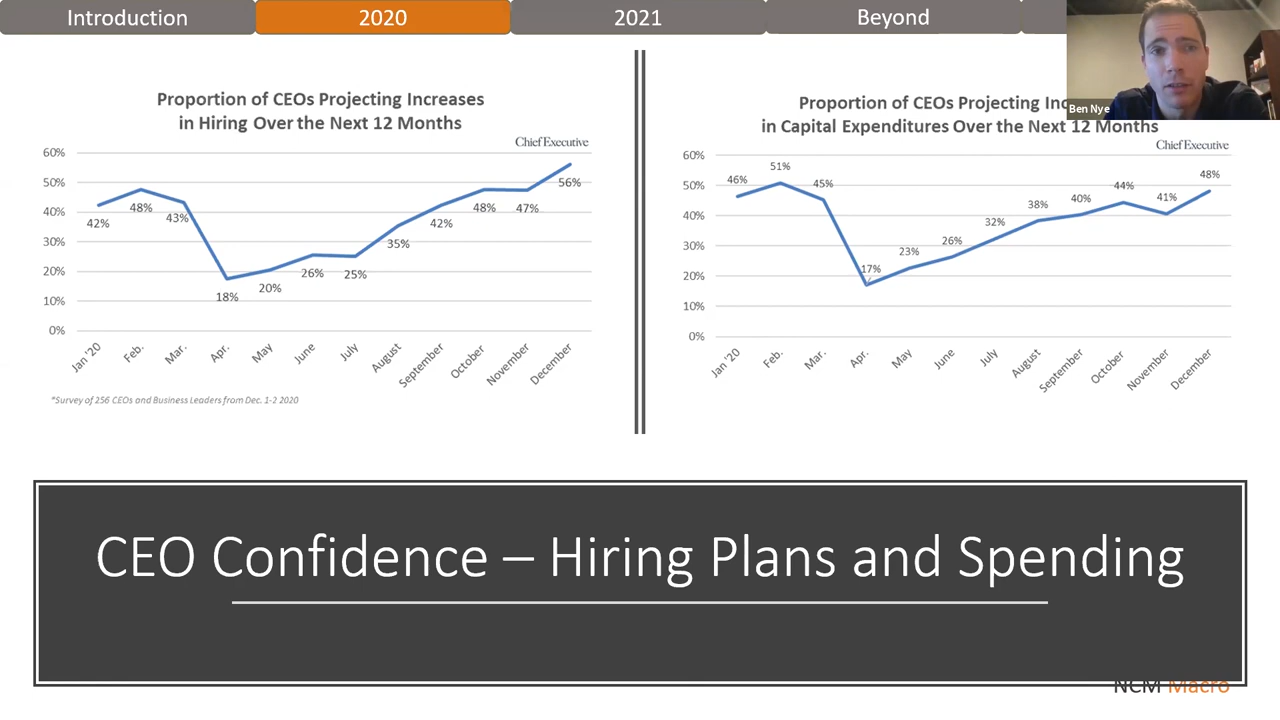 Introduction
2020
2021
Beyond
Ben Nye
Proportion of CEOs Projecting Increases
in Hiring Over the Next 12 Months
Chief Executive
60%
50%
40%
30%
20%
10%
0%
42%
48%
43%
18%
20%
26%
25%
35%
42%
48%
47%
56%
Jan '20
Feb.
Mar.
Apr.
May
June
July
August
September
October
November
December
*Survey of 256 CEOs and Business Leaders from Dec. 1-2 2020
Proportion of CEOs Projecting
in Capital Expenditures Over the Next 12 Months
Chief Executive
60%
50%
40%
30%
20%
10%
0%
46%
51%
45%
17%
23%
26%
32%
38%
40%
44%
41%
48%
Jan '20
Feb.
Mar.
Apr.
May
June
July
August
September
October
November
December
CEO Confidence – Hiring Plans and Spending
NCM Macro